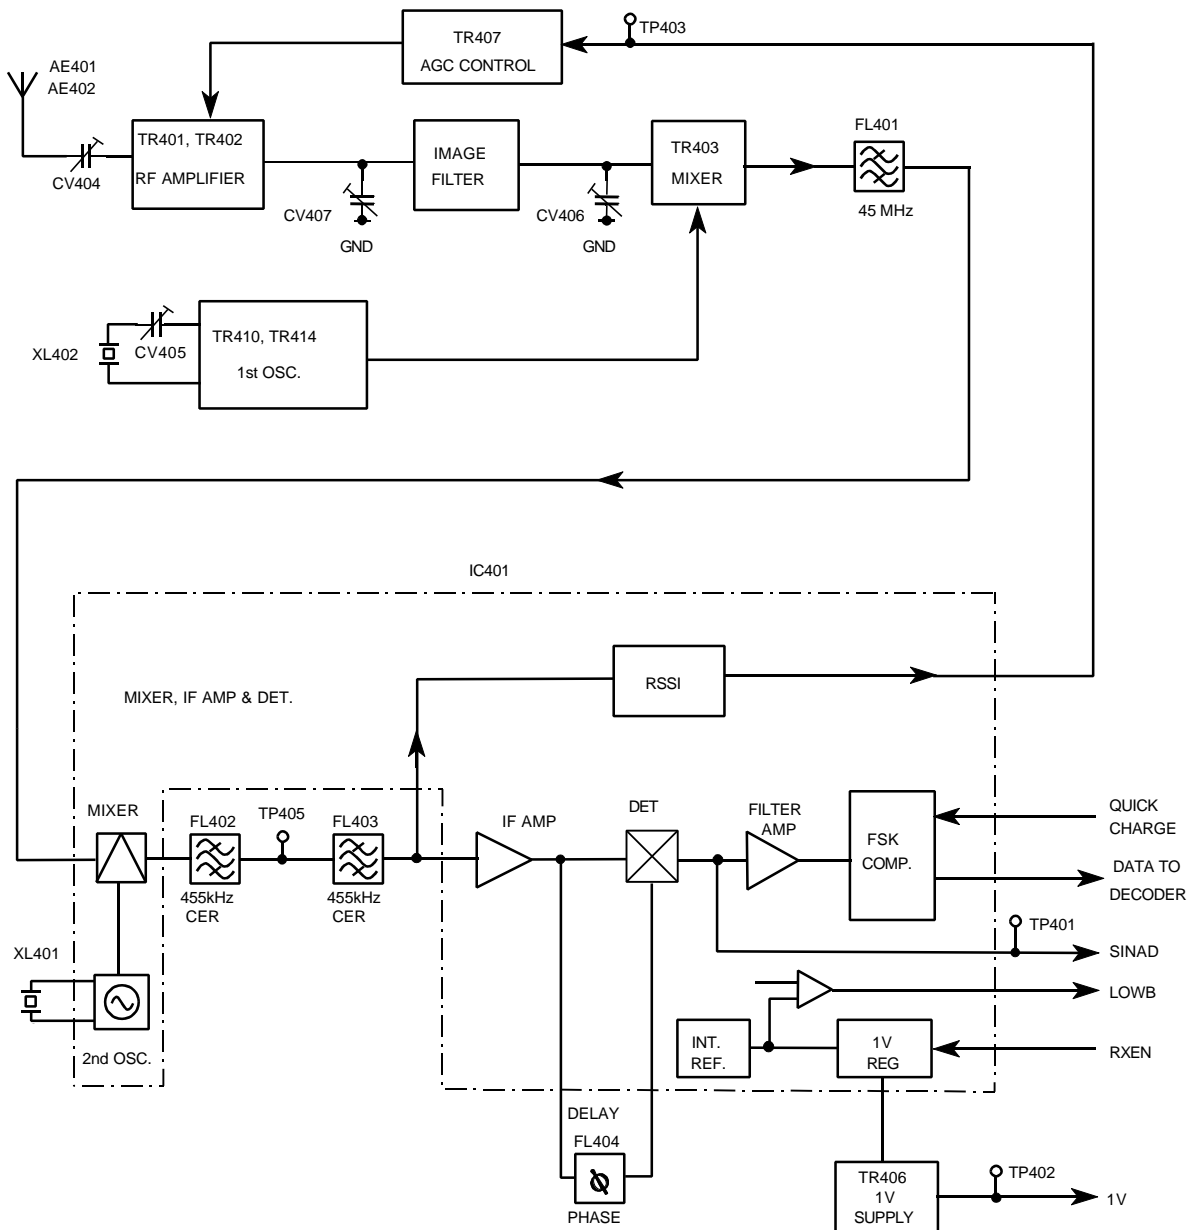 TP403
TR407
AGC CONTROL
AE401
AE402
TR401, TR402
RF AMPLIFIER
CV404
CV407
GND
IMAGE
FILTER
CV406
GND
TR403
MIXER
FL401
45 MHz
XL402
CV405
TR410, TR414
1st OSC.
IC401
RSSI
MIXER, IF AMP & DET.
MIXER
FL402
455kHz
CER
TP405
FL403
455kHz
CER
IF AMP
DET
FILTER
AMP
FSK
COMP.
QUICK
CHARGE
DATA TO
DECODER
TP401
SINAD
LOWB
XL401
2nd OSC.
INT.
REF.
1V
REG
RXEN
DELAY
FL404
PHASE
TR406
1V
SUPPLY
TP402
1V